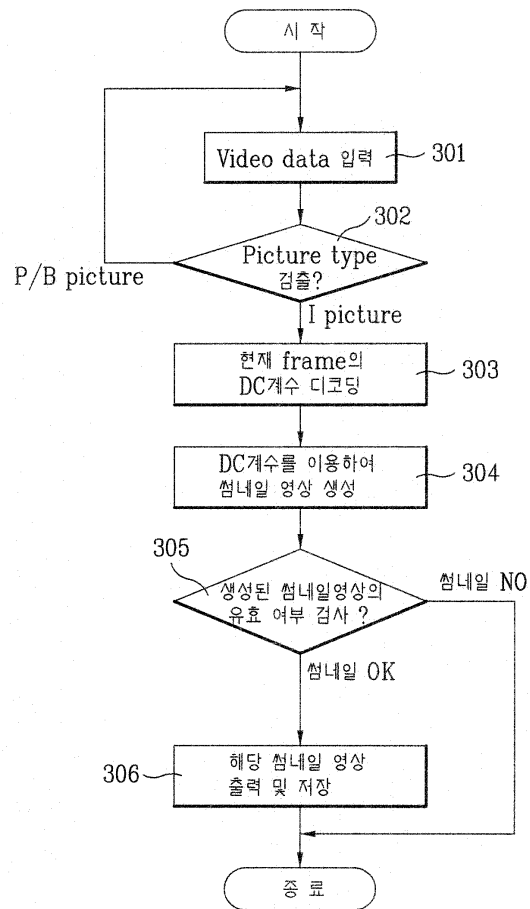 시 작
Video data 입력
301
302
Picture type
검출?
P/B picture
I picture
현재 frame의
DC계수 디코딩
303
DC계수를 이용하여
썸네일 영상 생성
304
305
생성된 썸네일영상의
유효 여부 검사 ?
썸네일 NO
썸네일 OK
306
해당 썸네일 영상
출력 및 저장
종 료